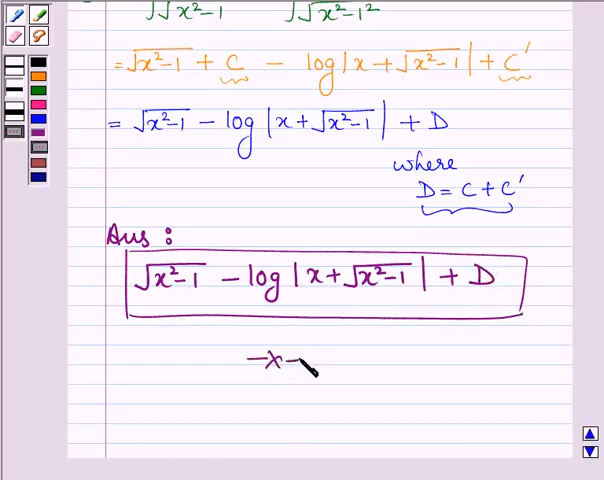 ∫√x²-1 ∫√x²-1²
= √x²-1 + C - log|x + √x²-1| + C'
= √x²-1 - log|x + √x²-1| + D
where
D = C + C'
Ans :
√x²-1 - log|x + √x²-1| + D
-x-